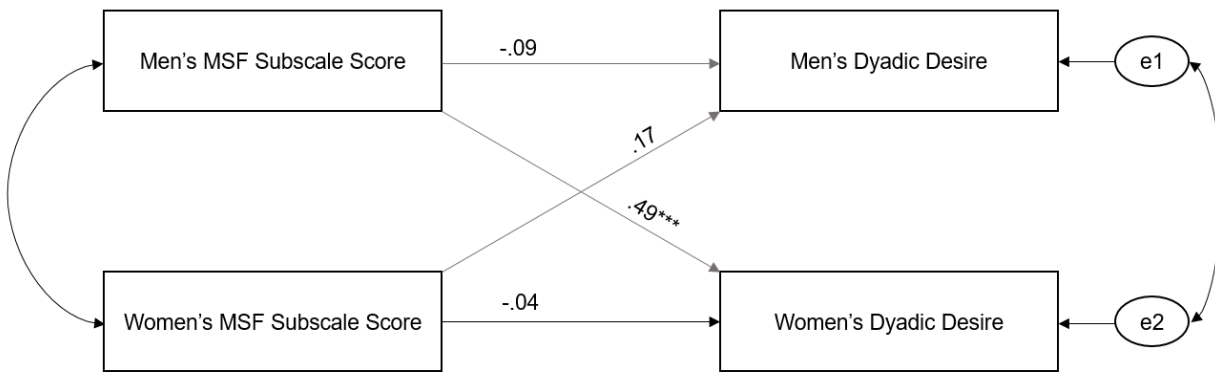 Men’s MSF Subscale Score
-.09
Men’s Dyadic Desire
e1
.17
.49***
Women’s MSF Subscale Score
-.04
Women’s Dyadic Desire
e2